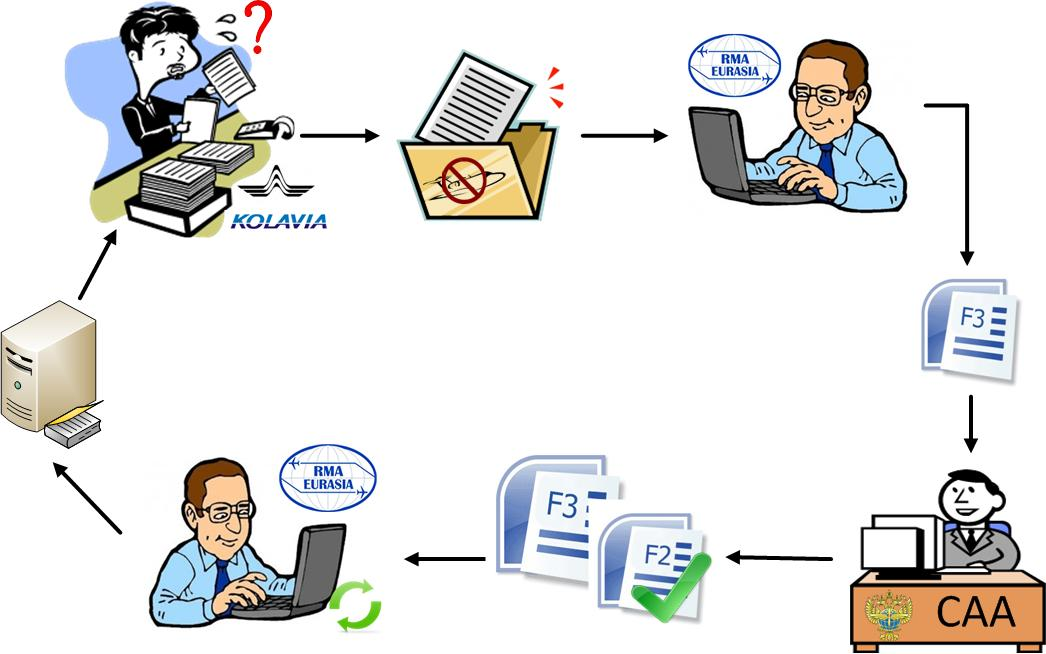 ?
KOLAVIA
RMA
EURASIA
F3
CAA
F3
F2
RMA
EURASIA